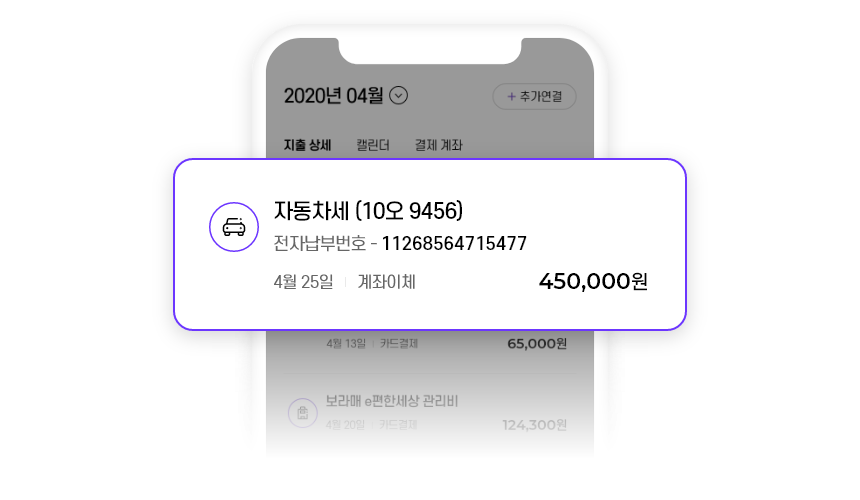 2020년 04월
+ 추가연결
지출 상세 캘린더 결제 계좌
자동차세 (10오 9456)
전자납부번호 - 11268564715477
4월 25일 계좌이체 450,000원
4월 13일 카드결제 65,000원
보라매 e편한세상 관리비
4월 20일 카드결제 124,300원